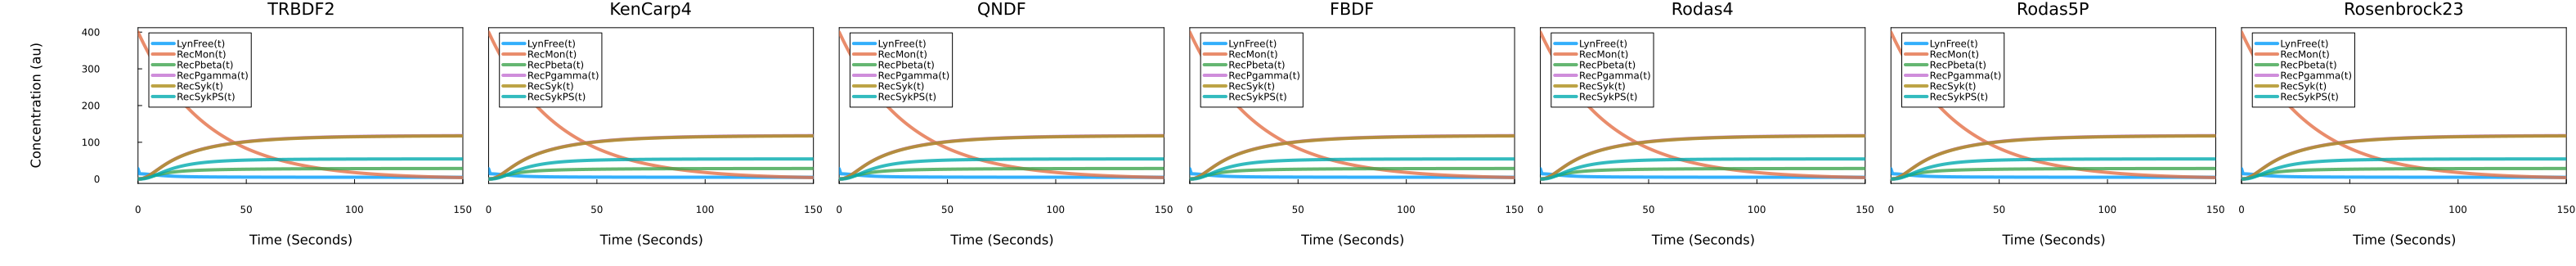 TRBDF2
KenCarp4
QNDF
FBDF
Rodas4
Rodas5P
Rosenbrock23
Concentration (au)
400
300
200
100
0
LynFree(t)
RecMon(t)
RecPbeta(t)
RecPgamma(t)
RecSyk(t)
RecSykPS(t)
LynFree(t)
RecMon(t)
RecPbeta(t)
RecPgamma(t)
RecSyk(t)
RecSykPS(t)
LynFree(t)
RecMon(t)
RecPbeta(t)
RecPgamma(t)
RecSyk(t)
RecSykPS(t)
LynFree(t)
RecMon(t)
RecPbeta(t)
RecPgamma(t)
RecSyk(t)
RecSykPS(t)
LynFree(t)
RecMon(t)
RecPbeta(t)
RecPgamma(t)
RecSyk(t)
RecSykPS(t)
LynFree(t)
RecMon(t)
RecPbeta(t)
RecPgamma(t)
RecSyk(t)
RecSykPS(t)
LynFree(t)
RecMon(t)
RecPbeta(t)
RecPgamma(t)
RecSyk(t)
RecSykPS(t)
0 50 100 150
0 50 100 150
0 50 100 150
0 50 100 150
0 50 100 150
0 50 100 150
0 50 100 150
Time (Seconds)
Time (Seconds)
Time (Seconds)
Time (Seconds)
Time (Seconds)
Time (Seconds)
Time (Seconds)